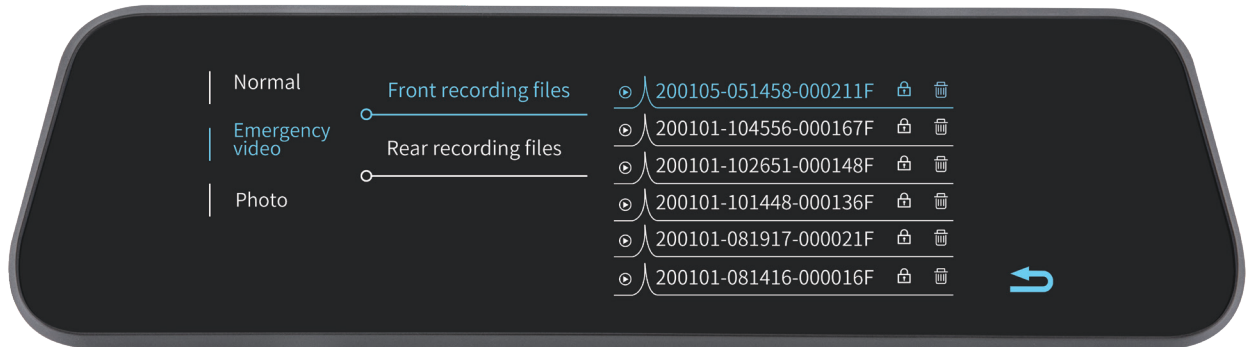 Normal
Emergency
video
Photo
Front recording files
Rear recording files
200105-051458-000211F
200101-104556-000167F
200101-102651-000148F
200101-101448-000136F
200101-081917-000021F
200101-081416-000016F